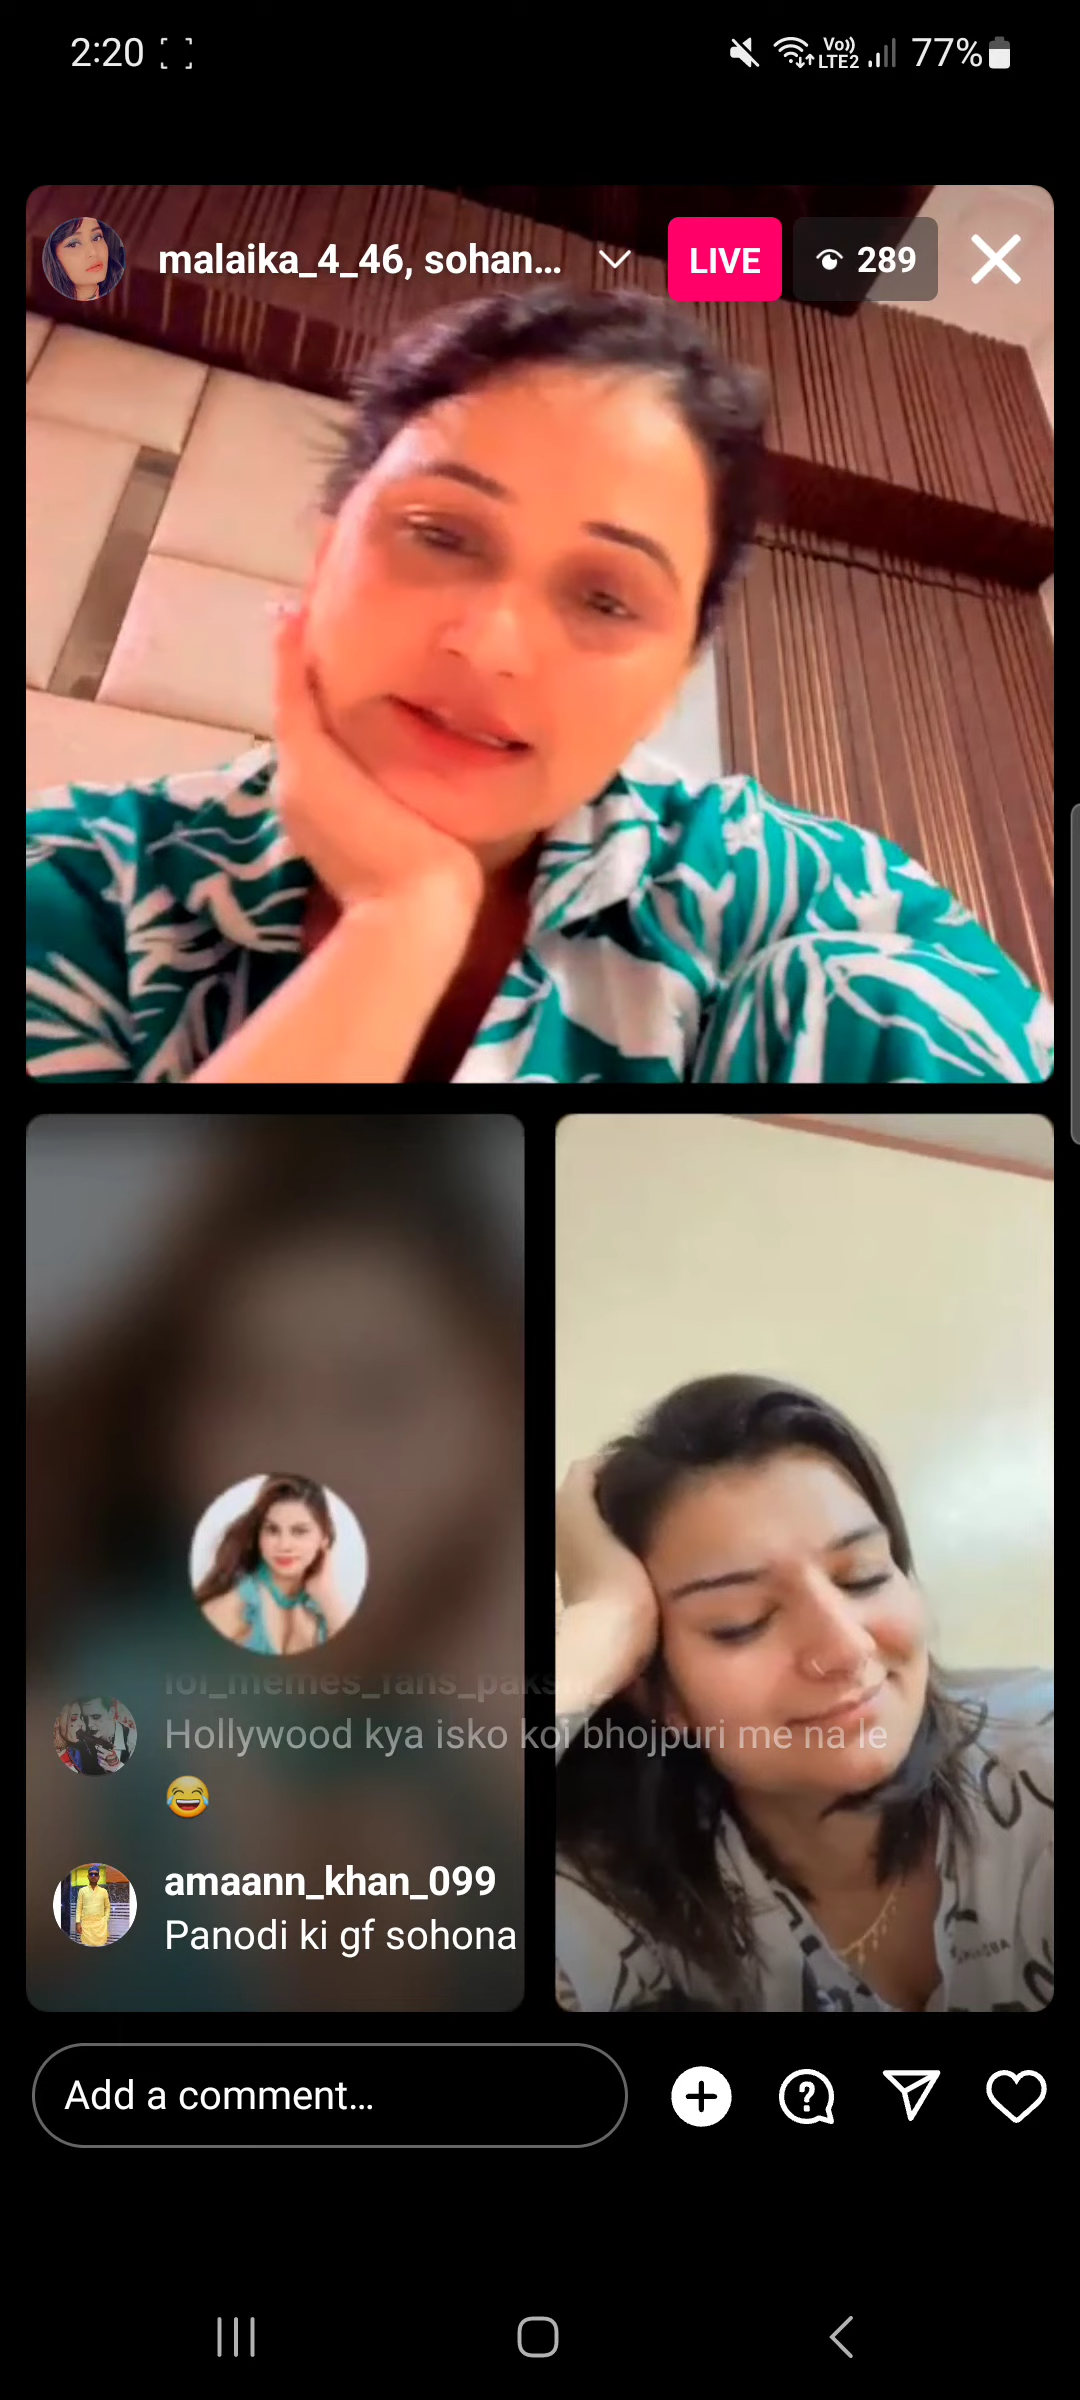 2:20
Vo))
LTE2
77%
malaika_4_46, sohan...
LIVE
289
lol_memes_fans_paks
Hollywood kya isko koi bhojpuri me na le
😂
amaann_khan_099
Panodi ki gf sohona
Add a comment...